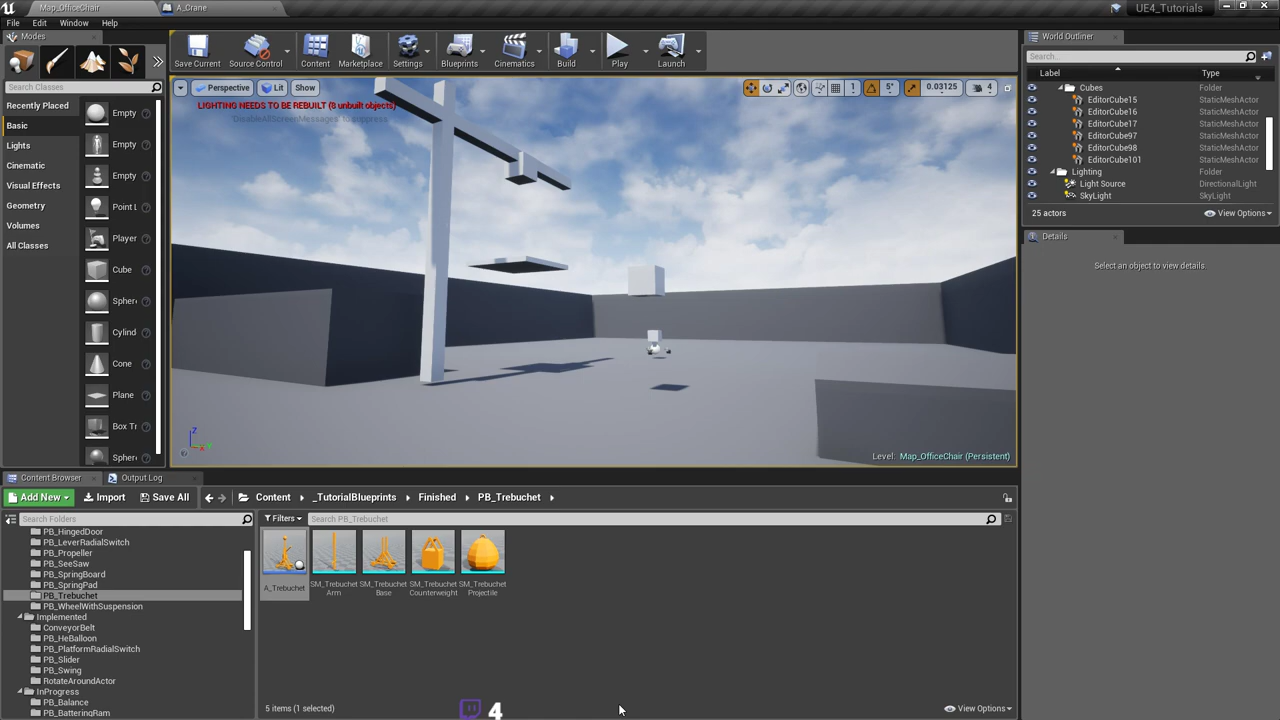 Map_OfficeChair
A_Crane
UE4_Tutorials
File Edit Window Help
Modes
Search Classes
Recently Placed
Basic
Lights
Cinematic
Visual Effects
Geometry
Volumes
All Classes
Empty
Empty
Empty
Point L
Player
Cube
Sphere
Cylind
Cone
Plane
Box Tr
Spher
Save Current
Source Control
Content
Marketplace
Settings
Blueprints
Cinematics
Build
Play
Launch
Perspective
Lit
Show
1
5°
0.03125
4
LIGHTING NEEDS TO BE REBUILT (8 unbuilt objects)
'DisableAllScreenMessages' to suppress
Z
Level: Map_OfficeChair (Persistent)
World Outliner
Search...
Label Type
Cubes Folder
EditorCube15 StaticMeshActor
EditorCube16 StaticMeshActor
EditorCube17 StaticMeshActor
EditorCube97 StaticMeshActor
EditorCube98 StaticMeshActor
EditorCube101 StaticMeshActor
Lighting Folder
Light Source DirectionalLight
SkyLight SkyLight
25 actors
View Options
Details
Select an object to view details
Content Browser
Output Log
Add New
Import
Save All
Content
_TutorialBlueprints
Finished
PB_Trebuchet
Search Folders
PB_HingedDoor
PB_LeverRadialSwitch
PB_Propeller
PB_SeeSaw
PB_SpringBoard
PB_SpringPad
PB_Trebuchet
PB_WheelWithSuspension
Implemented
ConveyorBelt
PB_HeBalloon
PB_PlatformRadialSwitch
PB_Slider
PB_Swing
RotateAroundActor
InProgress
PB_Balance
PB_BatteringRam
Filters
Search PB_Trebuchet
A_Trebuchet
SM_Trebuchet
Arm
SM_Trebuchet
Base
SM_Trebuchet
Counterweight
SM_Trebuchet
Projectile
5 items (1 selected)
4
View Options